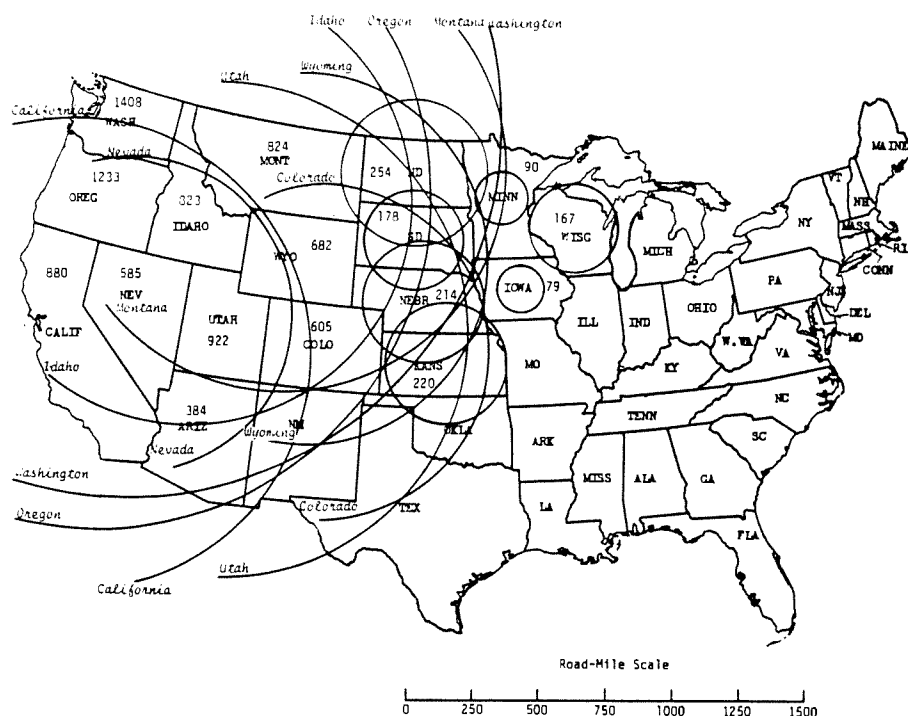 Idaho Oregon Montana Washington
Wyoming
Utah
California
1408
WASH
MAINE
Nevada
824
MONT
254 ND
90
VT
1233
OREG
Colorado
MINN
NH
823
IDAHO
178
SD
167
WISC
NY
MASS
RI
682
WYO
MICH
CONN
880
585
NEV
Montana
NEBR 214
IOWA 79
PA
NJ
CALIF
UTAH
922
605
COLO
ILL
IND
OHIO
DEL
MD
W.VA
VA
Idaho
KANS
220
MO
KY
384
ARIZ
NM
Wyoming
OKLA
TENN
NC
Nevada
ARK
SC
Washington
MISS
ALA
GA
Oregon
Colorado
TEX
LA
FLA
Utah
California
Road-Mile Scale
0 250 500 750 1000 1250 1500